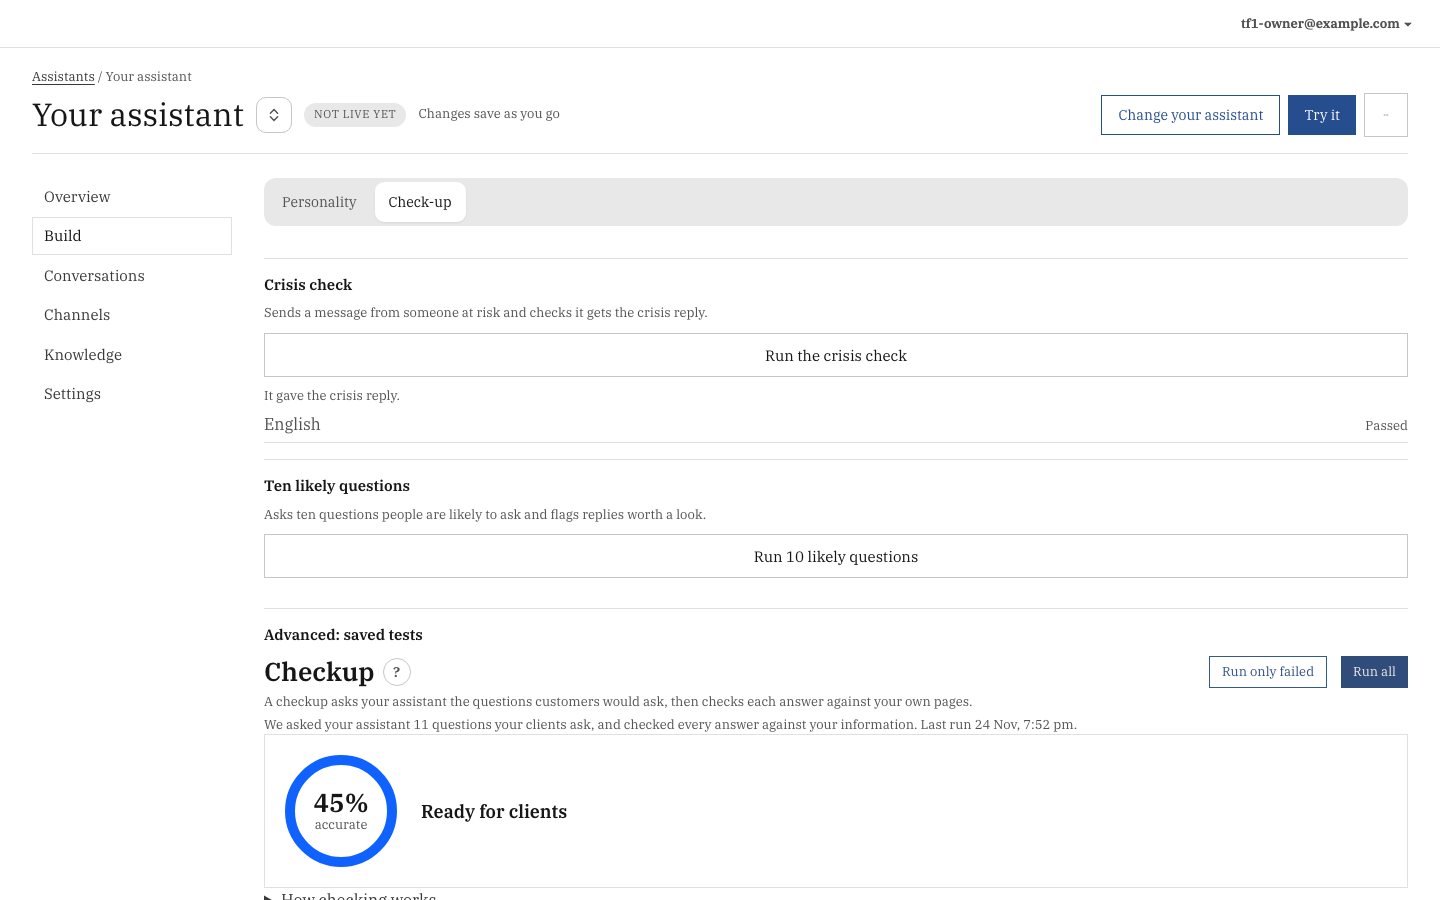 tf1-owner@example.com
Assistants / Your assistant
Your assistant
NOT LIVE YET
Changes save as you go
Change your assistant
Try it
Overview
Build
Conversations
Channels
Knowledge
Settings
Personality
Check-up
Crisis check
Sends a message from someone at risk and checks it gets the crisis reply.
Run the crisis check
It gave the crisis reply.
English
Passed
Ten likely questions
Asks ten questions people are likely to ask and flags replies worth a look.
Run 10 likely questions
Advanced: saved tests
Checkup ?
Run only failed
Run all
A checkup asks your assistant the questions customers would ask, then checks each answer against your own pages.
We asked your assistant 11 questions your clients ask, and checked every answer against your information. Last run 24 Nov, 7:52 pm.
45%
accurate
Ready for clients
How checking works